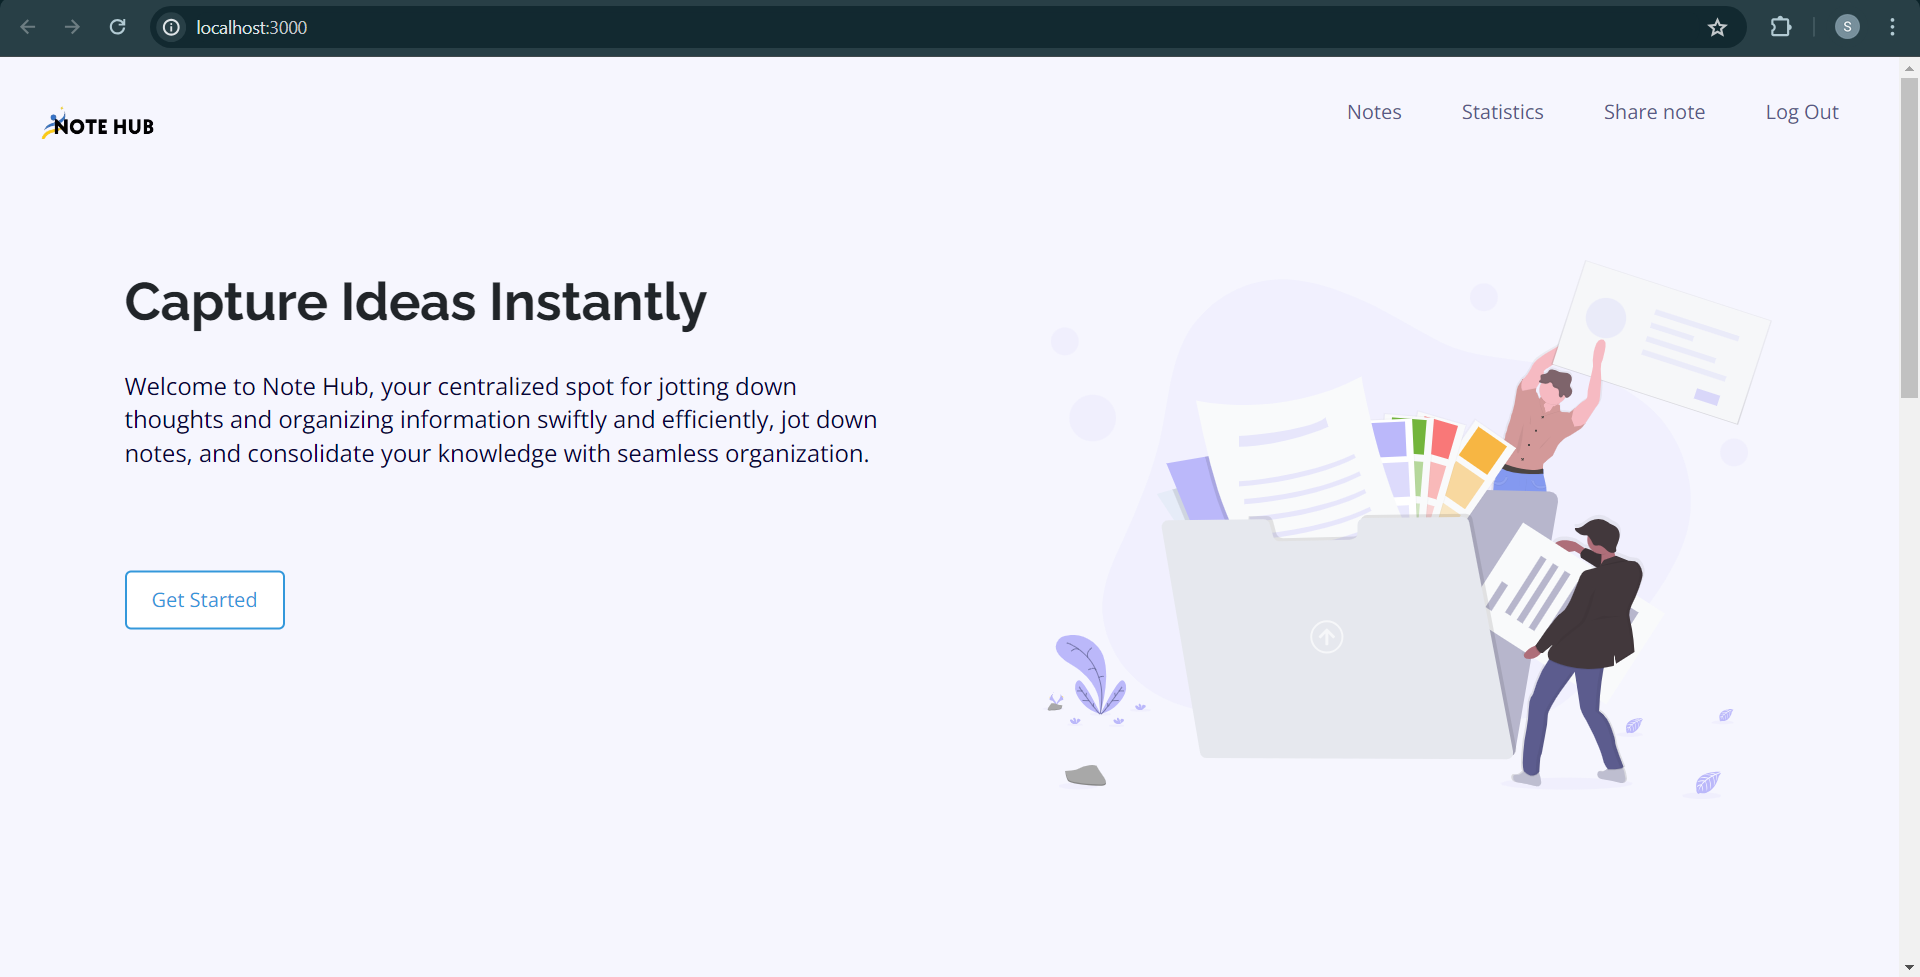 localhost:3000
S
NOTE HUB
Notes Statistics Share note Log Out
Capture Ideas Instantly
Welcome to Note Hub, your centralized spot for jotting down
thoughts and organizing information swiftly and efficiently, jot down
notes, and consolidate your knowledge with seamless organization.
Get Started